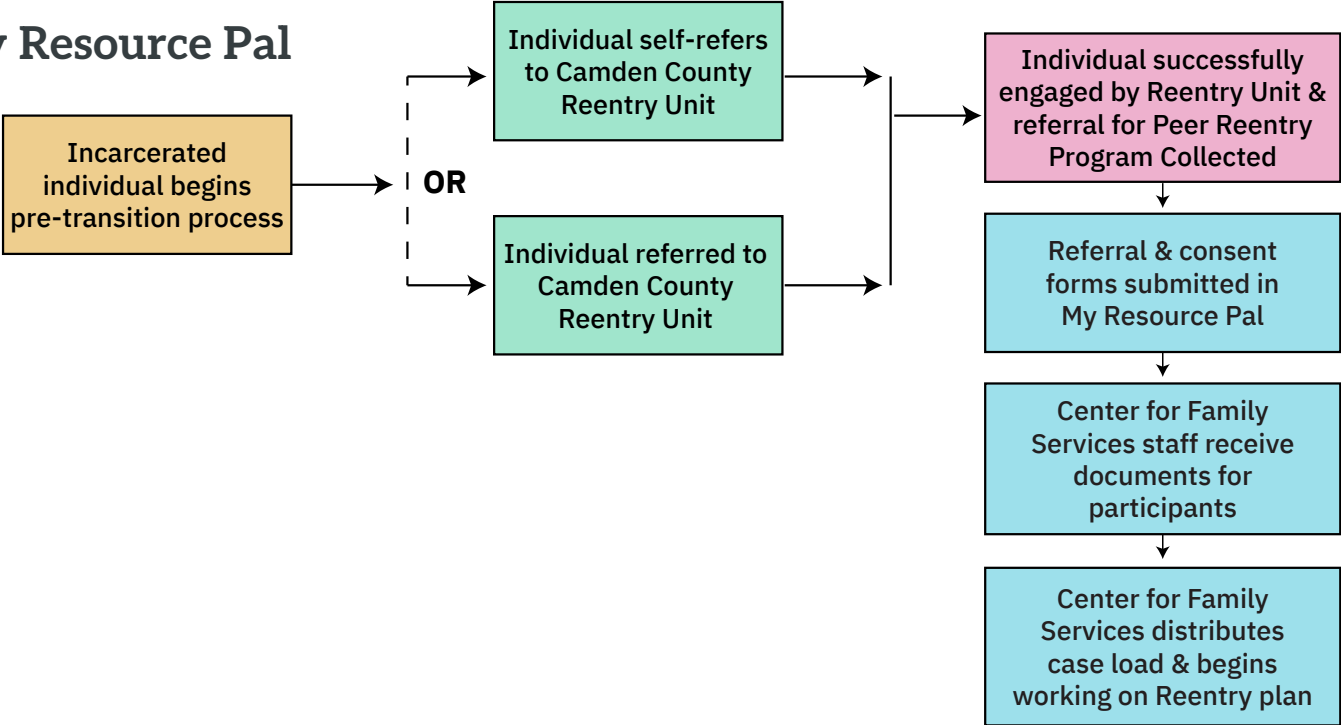 Resource Pal
Incarcerated
individual begins
pre-transition process
OR
Individual self-refers
to Camden County
Reentry Unit
Individual referred to
Camden County
Reentry Unit
Individual successfully
engaged by Reentry Unit &
referral for Peer Reentry
Program Collected
Referral & consent
forms submitted in
My Resource Pal
Center for Family
Services staff receive
documents for
participants
Center for Family
Services distributes
case load & begins
working on Reentry plan